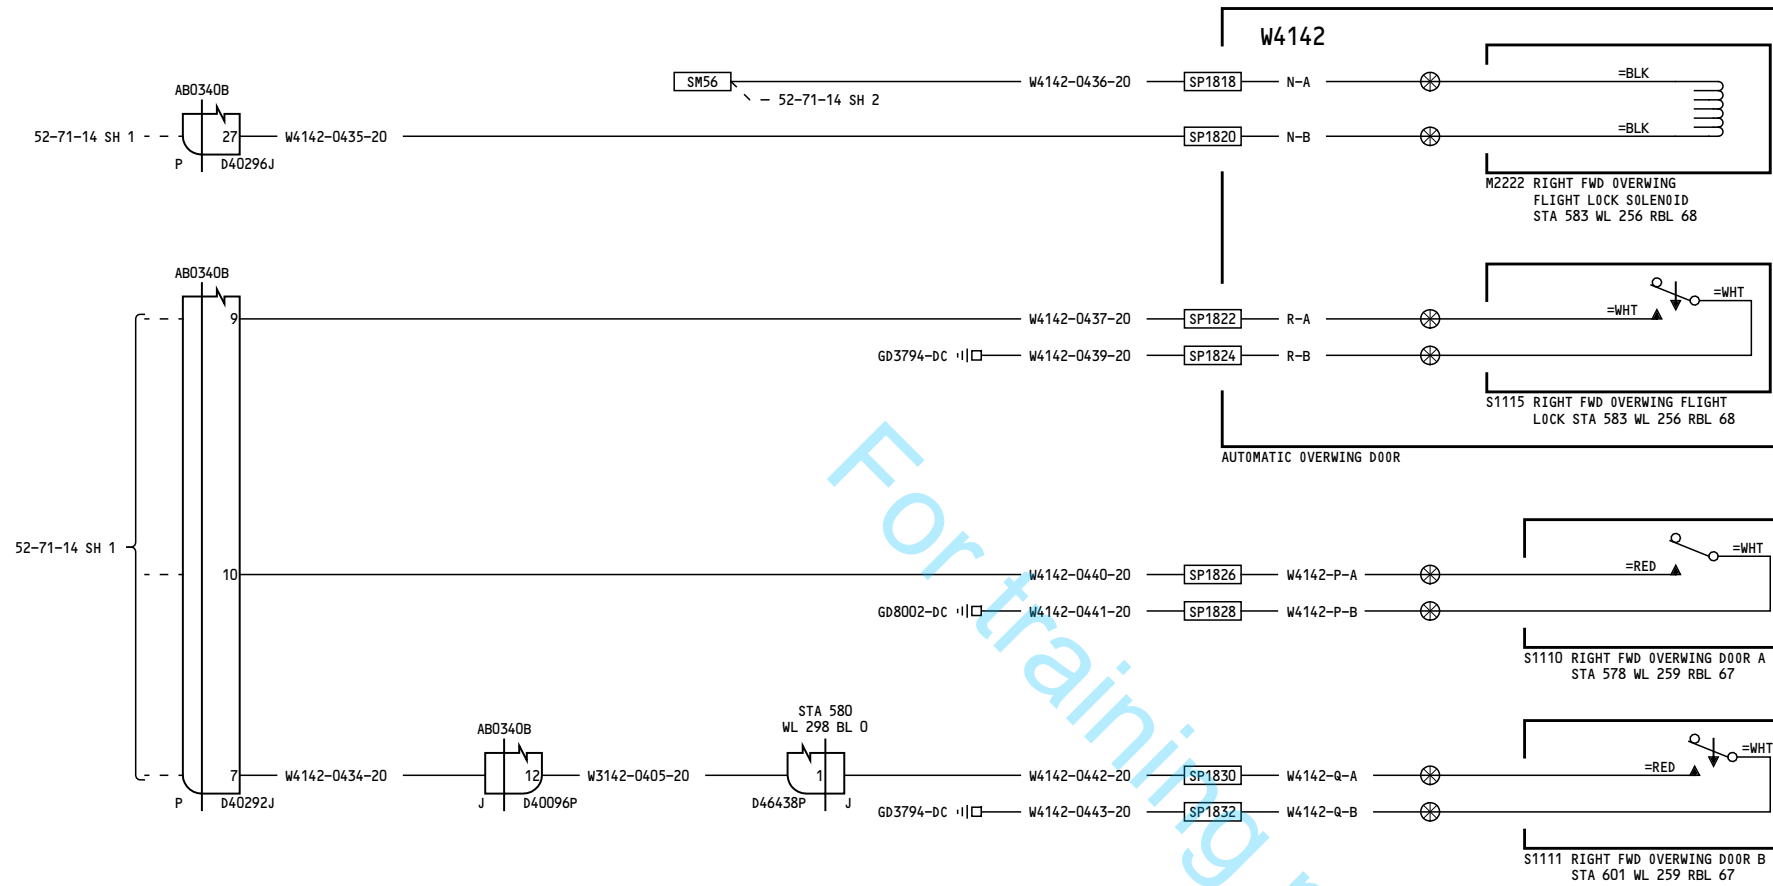 W4142
AB0340B
SM56
W4142-0436-20
SP1818
N-A
=BLK
52-71-14 SH 2
52-71-14 SH 1
27
W4142-0435-20
SP1820
N-B
=BLK
P
D40296J
M2222 RIGHT FWD OVERWING
FLIGHT LOCK SOLENOID
STA 583 WL 256 RBL 68
AB0340B
=WHT
9
W4142-0437-20
SP1822
R-A
=WHT
GD3794-DC
W4142-0439-20
SP1824
R-B
S1115 RIGHT FWD OVERWING FLIGHT
LOCK STA 583 WL 256 RBL 68
AUTOMATIC OVERWING DOOR
52-71-14 SH 1
=WHT
10
W4142-0440-20
SP1826
W4142-P-A
=RED
GD8002-DC
W4142-0441-20
SP1828
W4142-P-B
S1110 RIGHT FWD OVERWING DOOR A
STA 578 WL 259 RBL 67
AB0340B
STA 580
WL 298 BL 0
=WHT
7
W4142-0434-20
12
W3142-0405-20
1
W4142-0442-20
SP1830
W4142-Q-A
=RED
P
D40292J
J
D40096P
D46438P
J
GD3794-DC
W4142-0443-20
SP1832
W4142-Q-B
S1111 RIGHT FWD OVERWING DOOR B
STA 601 WL 259 RBL 67
For training